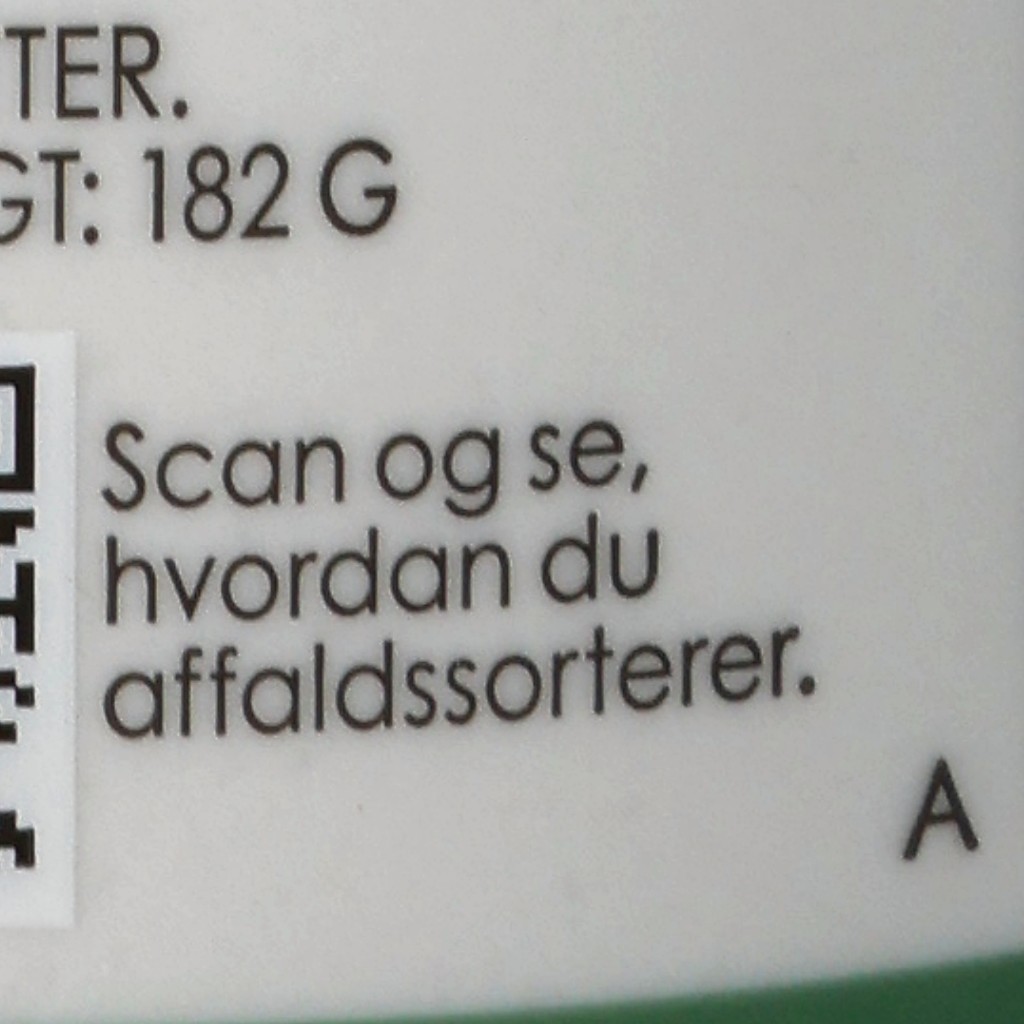 TER.
GT: 182 G
Scan og se,
hvordan du
affaldssorterer.
A